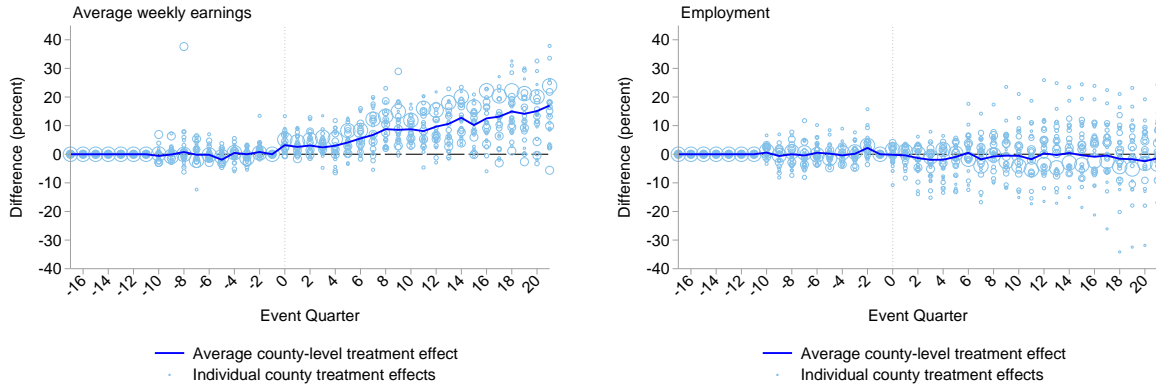 Average weekly earnings
Difference (percent)
40
30
20
10
0
-10
-20
-30
-40
-16 -14 -12 -10 -8 -6 -4 -2 0 2 4 6 8 10 12 14 16 18 20
Event Quarter
Average county-level treatment effect
Individual county treatment effects
Employment
Difference (percent)
40
30
20
10
0
-10
-20
-30
-40
-16 -14 -12 -10 -8 -6 -4 -2 0 2 4 6 8 10 12 14 16 18 20
Event Quarter
Average county-level treatment effect
Individual county treatment effects